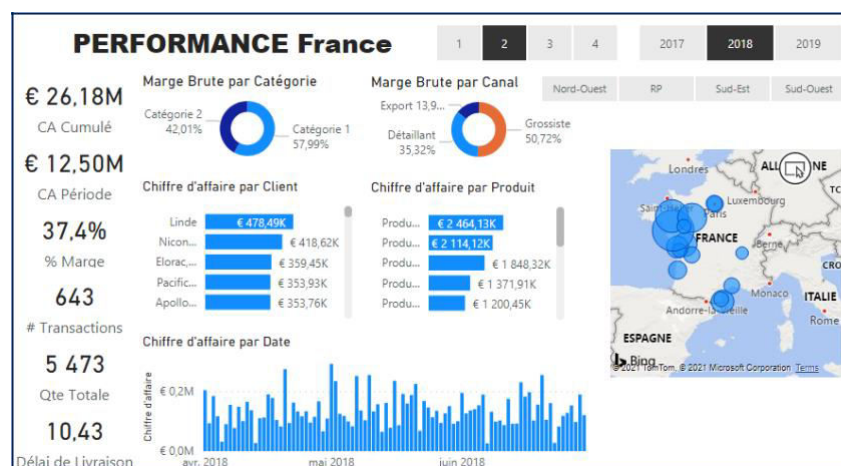 PERFORMANCE France
1 2 3 4
2017 2018 2019
Nord-Ouest RP Sud-Est Sud-Ouest
€ 26,18M
CA Cumulé
€ 12,50M
CA Période
37,4%
% Marge
643
# Transactions
5 473
Qte Totale
10,43
Délai de Livraison
Marge Brute par Catégorie
Catégorie 2
42,01%
Catégorie 1
57,99%
Marge Brute par Canal
Export 13,9...
Détaillant
35,32%
Grossiste
50,72%
Chiffre d'affaire par Client
Linde € 478,49K
Nicon... € 418,62K
Elorac,... € 359,45K
Pacific... € 353,93K
Apollo... € 353,76K
Chiffre d'affaire par Produit
Produ... € 2 464,13K
Produ... € 2 114,12K
Produ... € 1 848,32K
Produ... € 1 371,91K
Produ... € 1 200,45K
Chiffre d'affaire par Date
Chiffre d'affaire
€ 0,2M
€ 0,0M
avr. 2018 mai 2018 juin 2018
Londres
Luxembourg
Paris
FRANCE
Berne
Monaco
ITALIE
Rome
ESPAGNE
Bing
© 2021 TomTom, © 2021 Microsoft Corporation Terms